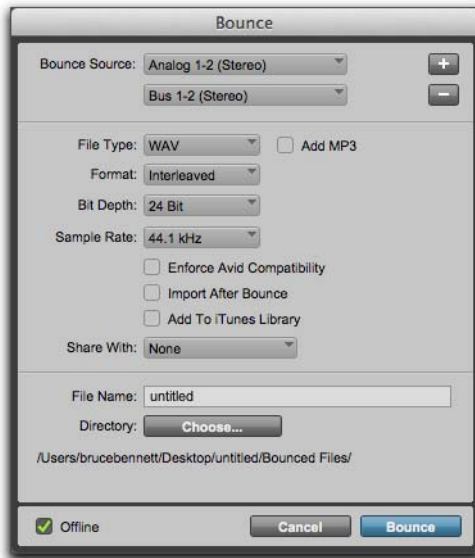 Bounce
Bounce Source: Analog 1-2 (Stereo) +
Bus 1-2 (Stereo) −
File Type: WAV Add MP3
Format: Interleaved
Bit Depth: 24 Bit
Sample Rate: 44.1 kHz
Enforce Avid Compatibility
Import After Bounce
Add To iTunes Library
Share With: None
File Name: untitled
Directory: Choose...
/Users/brucebennett/Desktop/untitled/Bounced Files/
Offline Cancel Bounce